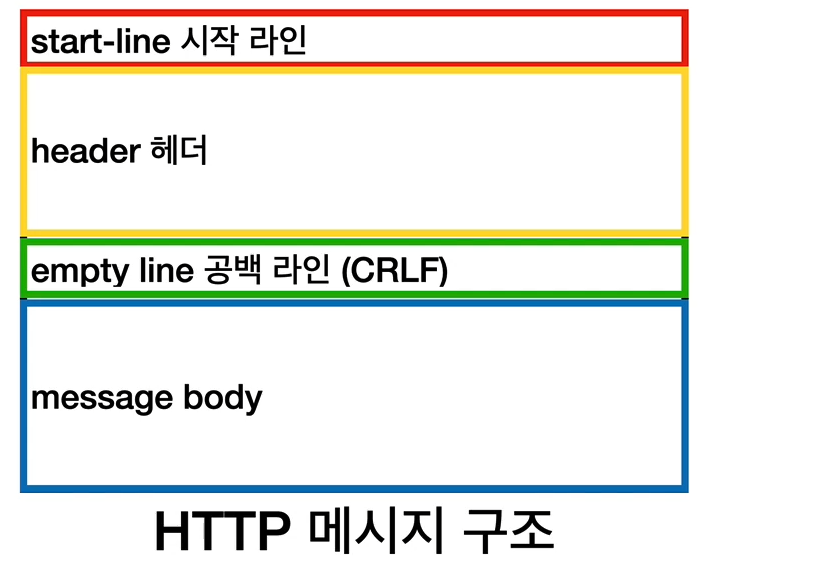 start-line 시작 라인
header 헤더
empty line 공백 라인 (CRLF)
message body
HTTP 메시지 구조